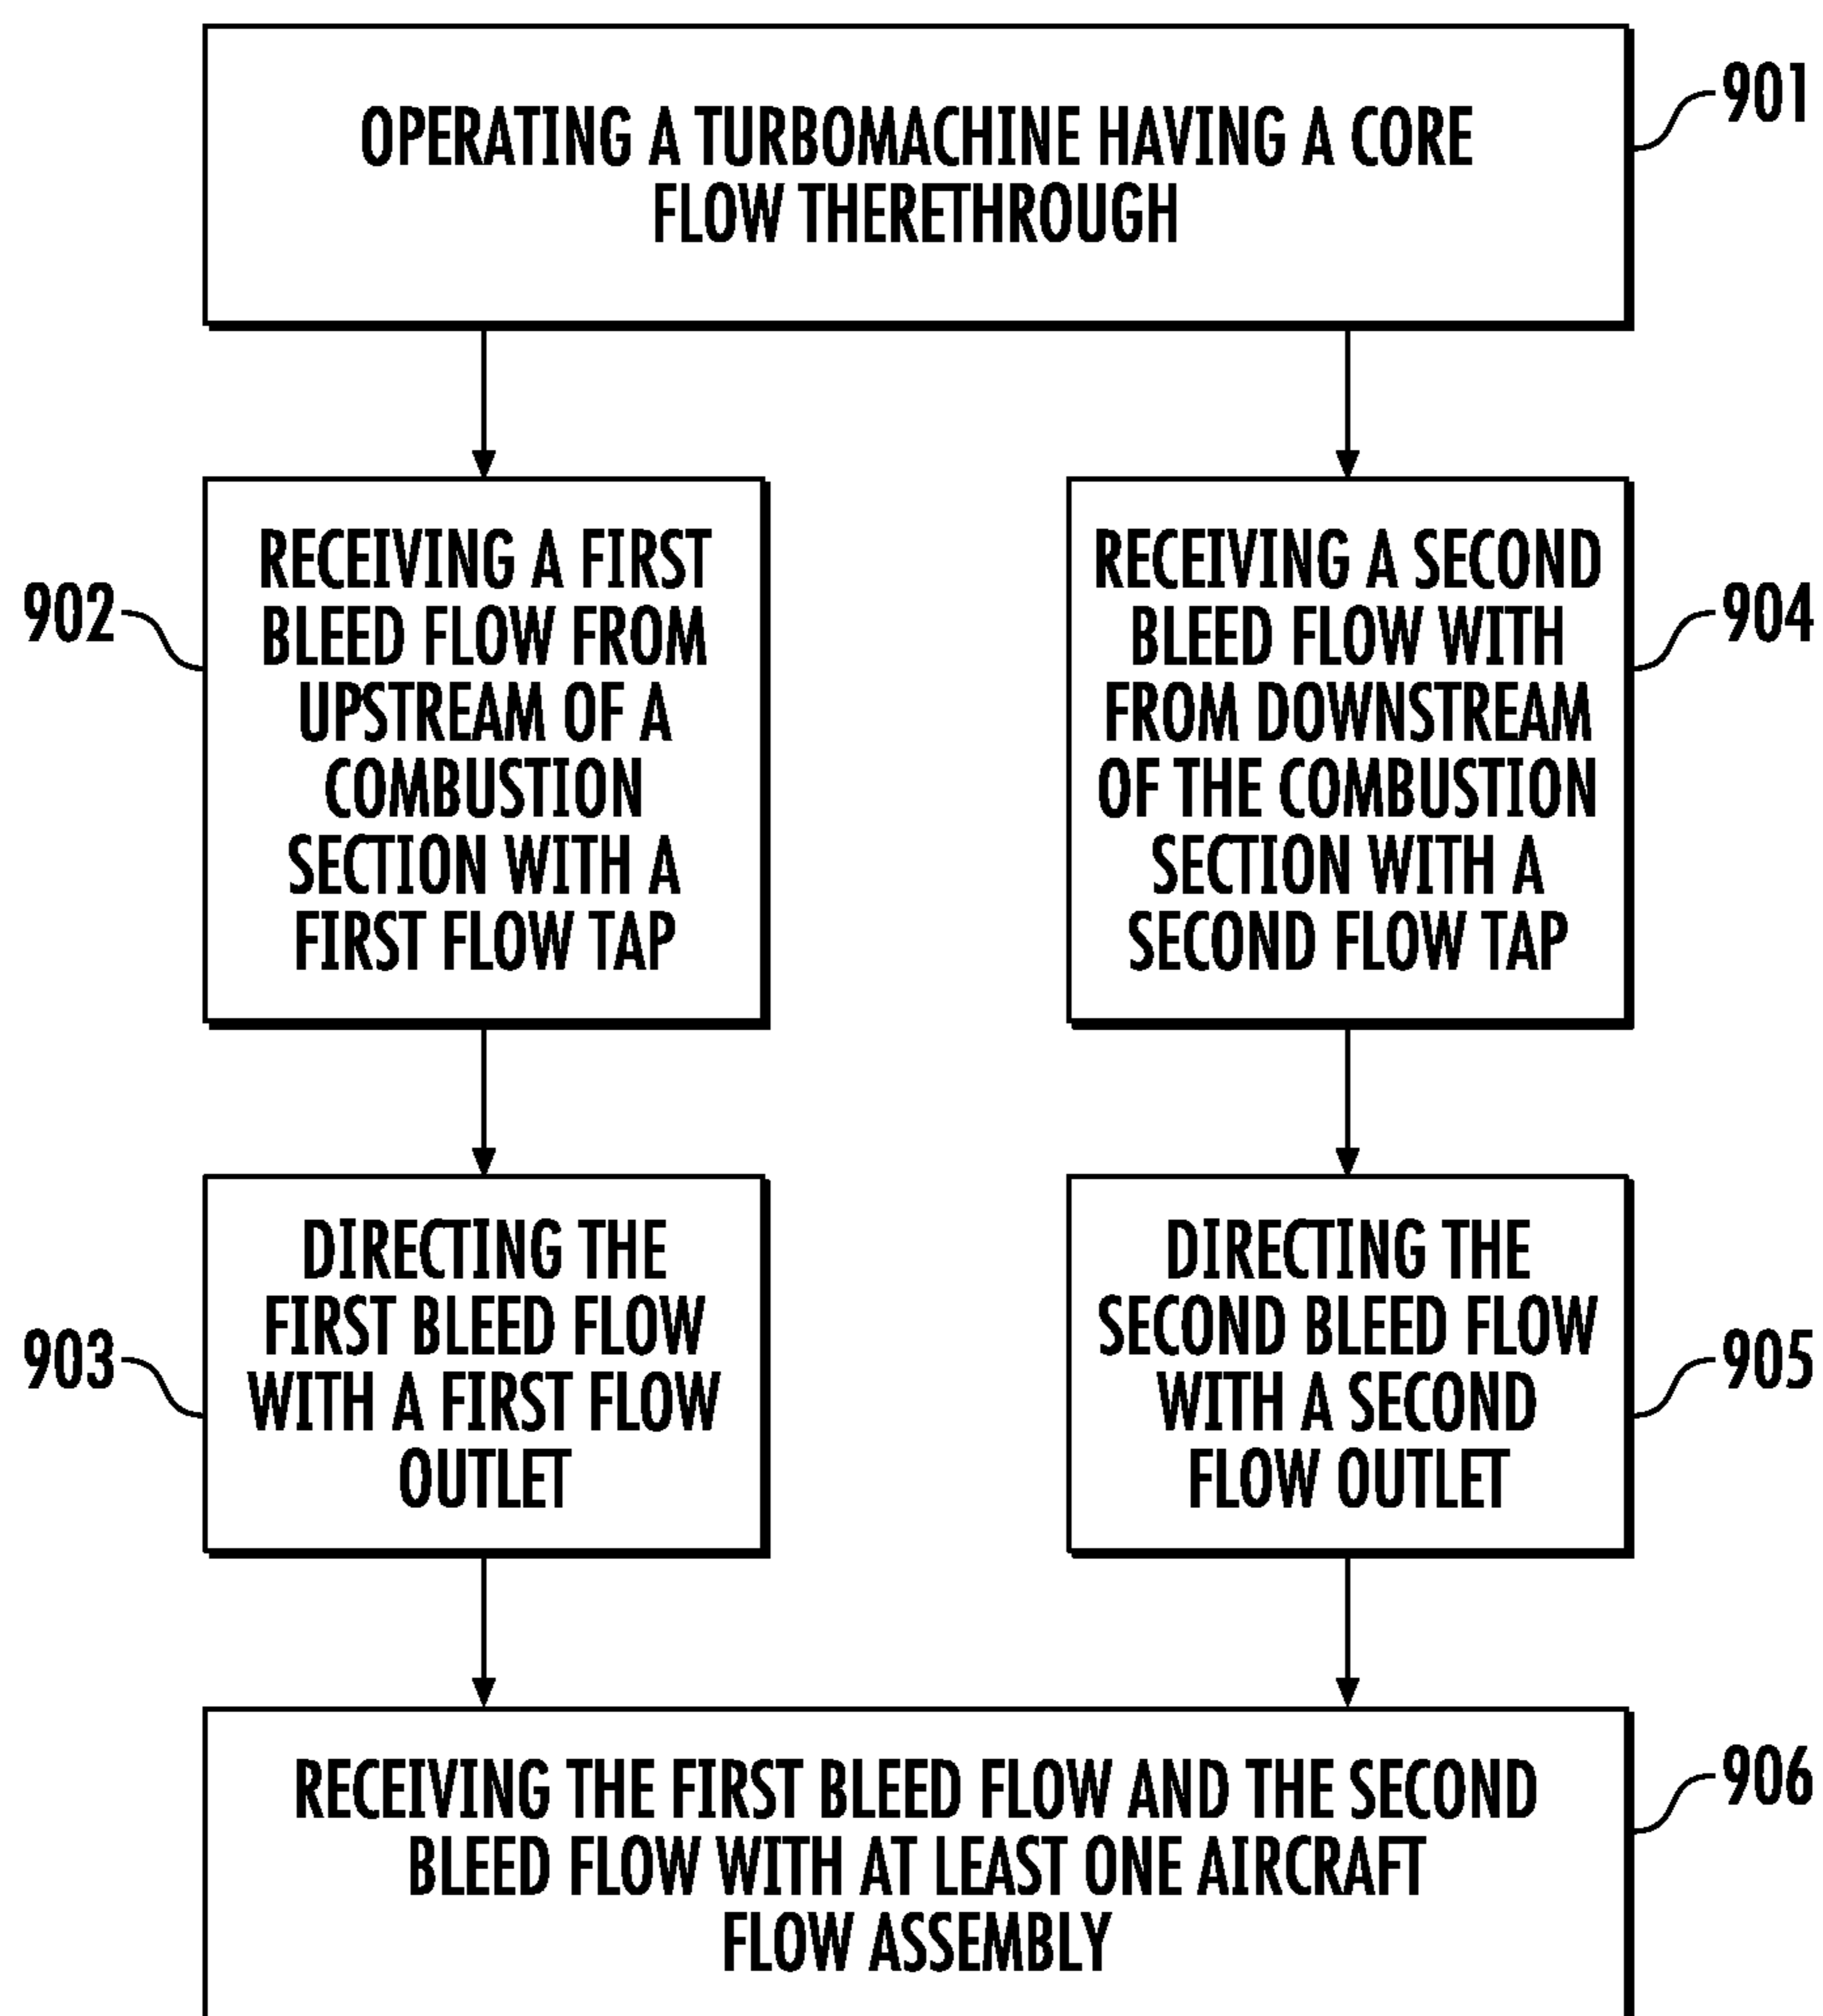 OPERATING A TURBOMACHINE HAVING A CORE
FLOW THERETHROUGH
901
RECEIVING A FIRST
BLEED FLOW FROM
UPSTREAM OF A
COMBUSTION
SECTION WITH A
FIRST FLOW TAP
902
RECEIVING A SECOND
BLEED FLOW WITH
FROM DOWNSTREAM
OF THE COMBUSTION
SECTION WITH A
SECOND FLOW TAP
904
DIRECTING THE
FIRST BLEED FLOW
WITH A FIRST FLOW
OUTLET
903
DIRECTING THE
SECOND BLEED FLOW
WITH A SECOND
FLOW OUTLET
905
RECEIVING THE FIRST BLEED FLOW AND THE SECOND
BLEED FLOW WITH AT LEAST ONE AIRCRAFT
FLOW ASSEMBLY
906